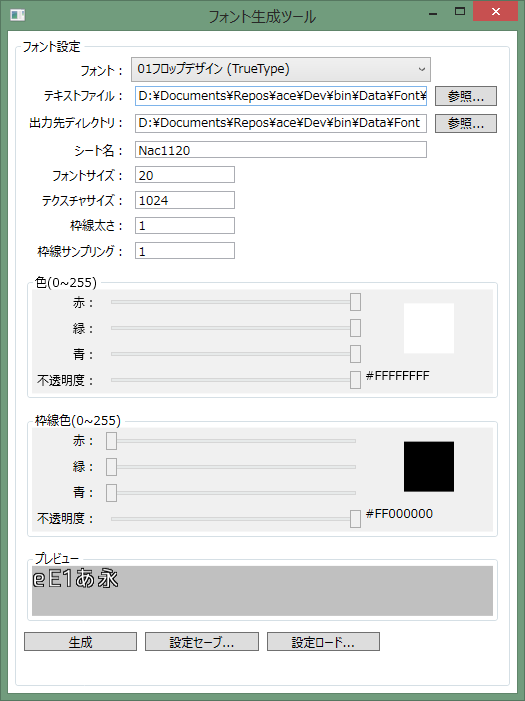 フォント生成ツール
フォント設定
フォント： 01フロップデザイン (TrueType)
テキストファイル： D:¥Documents¥Repos¥ace¥Dev¥bin¥Data¥Font¥ 参照...
出力先ディレクトリ： D:¥Documents¥Repos¥ace¥Dev¥bin¥Data¥Font 参照...
シート名： Nac1120
フォントサイズ： 20
テクスチャサイズ： 1024
枠線太さ： 1
枠線サンプリング： 1
色(0~255)
赤：
緑：
青：
不透明度： #FFFFFFFF
枠線色(0~255)
赤：
緑：
青：
不透明度： #FF000000
プレビュー
eE1あ永
生成 設定セーブ... 設定ロード...